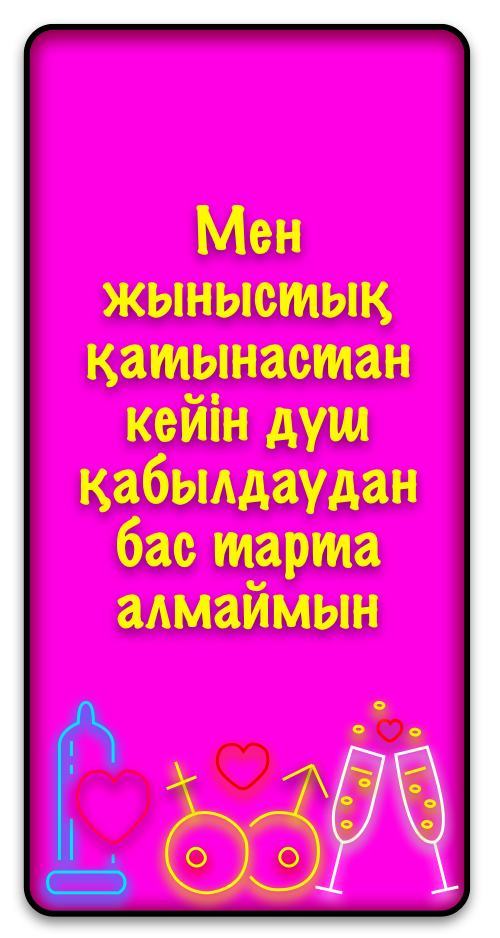 Мен
жыныстық
қатынастан
кейін душ
қабылдаудан
бас тарта
алмаймын